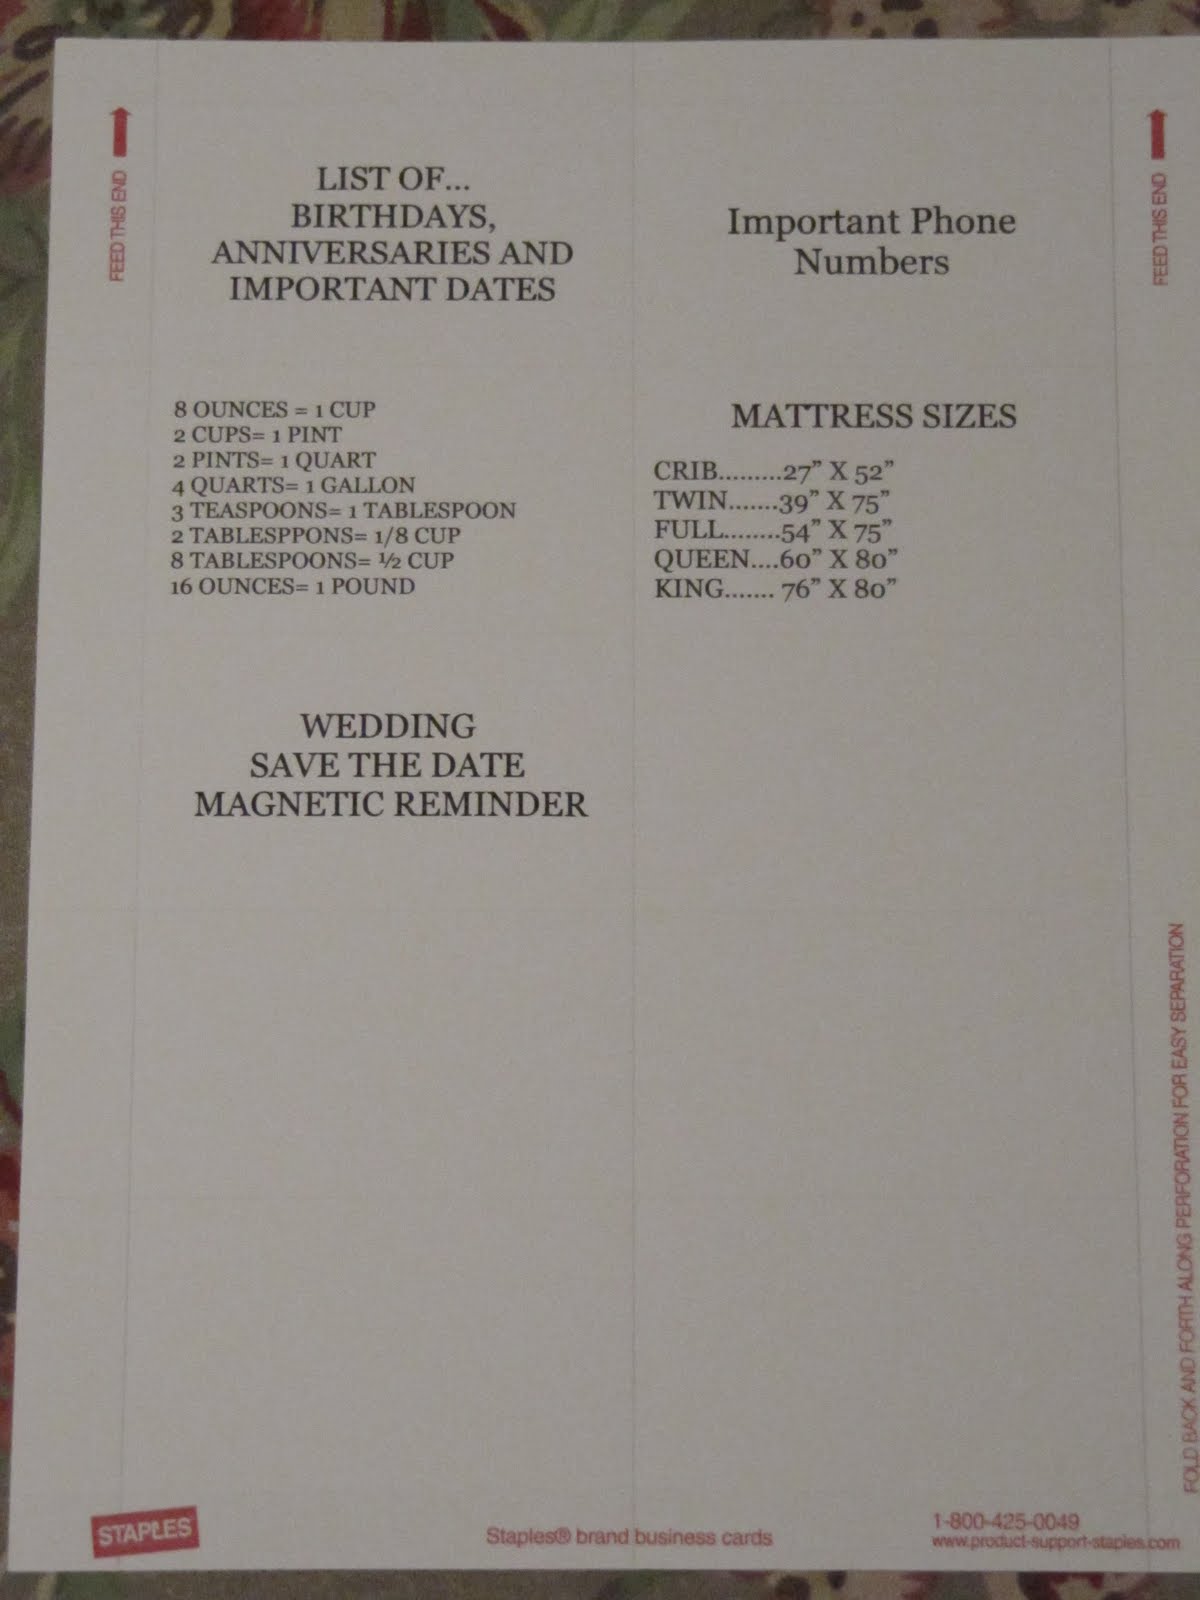 FEED THIS END
LIST OF...
BIRTHDAYS,
ANNIVERSARIES AND
IMPORTANT DATES
Important Phone
Numbers
FEED THIS END
8 OUNCES = 1 CUP
2 CUPS= 1 PINT
2 PINTS= 1 QUART
4 QUARTS= 1 GALLON
3 TEASPOONS= 1 TABLESPOON
2 TABLESPPONS= 1/8 CUP
8 TABLESPOONS= ½ CUP
16 OUNCES= 1 POUND
MATTRESS SIZES
CRIB.........27” X 52”
TWIN.......39” X 75”
FULL........54” X 75”
QUEEN....60” X 80”
KING....... 76” X 80”
WEDDING
SAVE THE DATE
MAGNETIC REMINDER
FOLD BACK AND FORTH ALONG PERFORATION FOR EASY SEPARATION
STAPLES
Staples® brand business cards
1-800-425-0049
www.product-support-staples.com